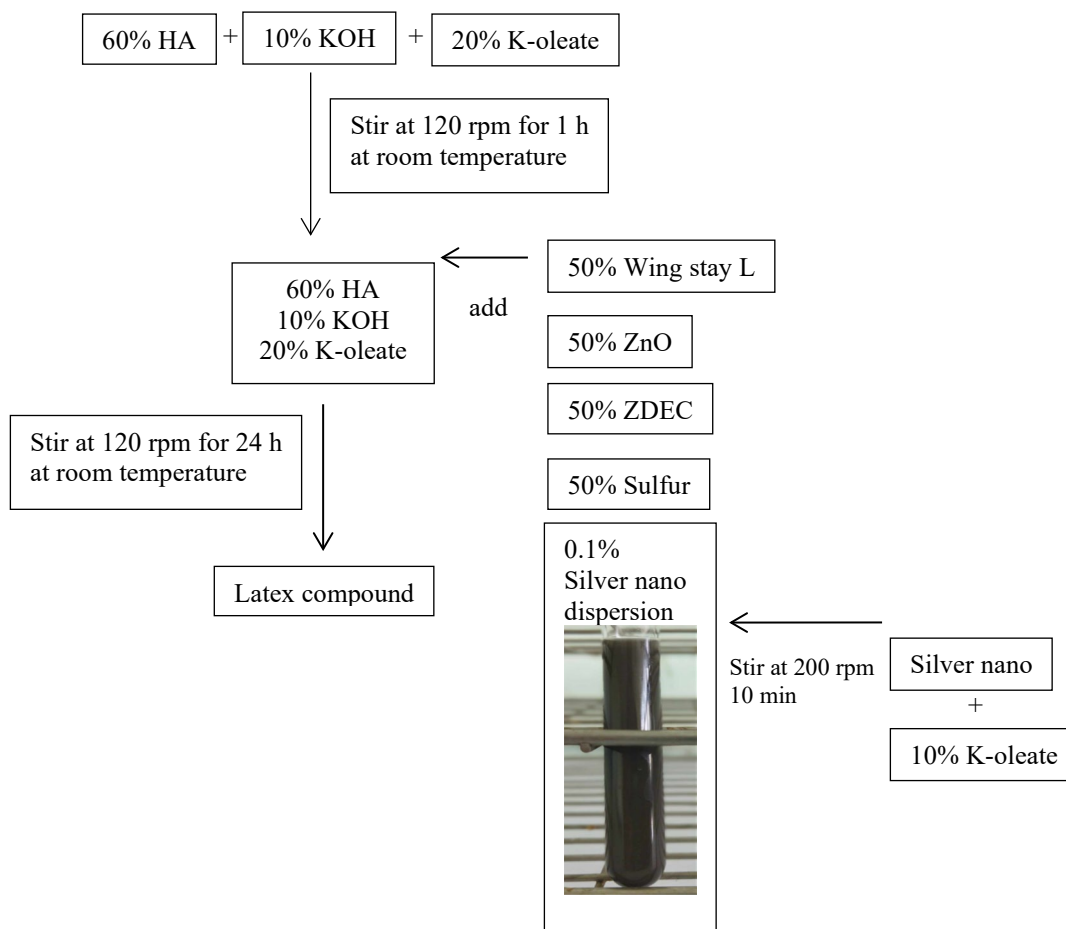 60% HA + 10% KOH + 20% K-oleate
Stir at 120 rpm for 1 h
at room temperature
60% HA
10% KOH
20% K-oleate
add
50% Wing stay L
50% ZnO
50% ZDEC
50% Sulfur
0.1%
Silver nano
dispersion
Stir at 200 rpm
10 min
Silver nano
+
10% K-oleate
Stir at 120 rpm for 24 h
at room temperature
Latex compound